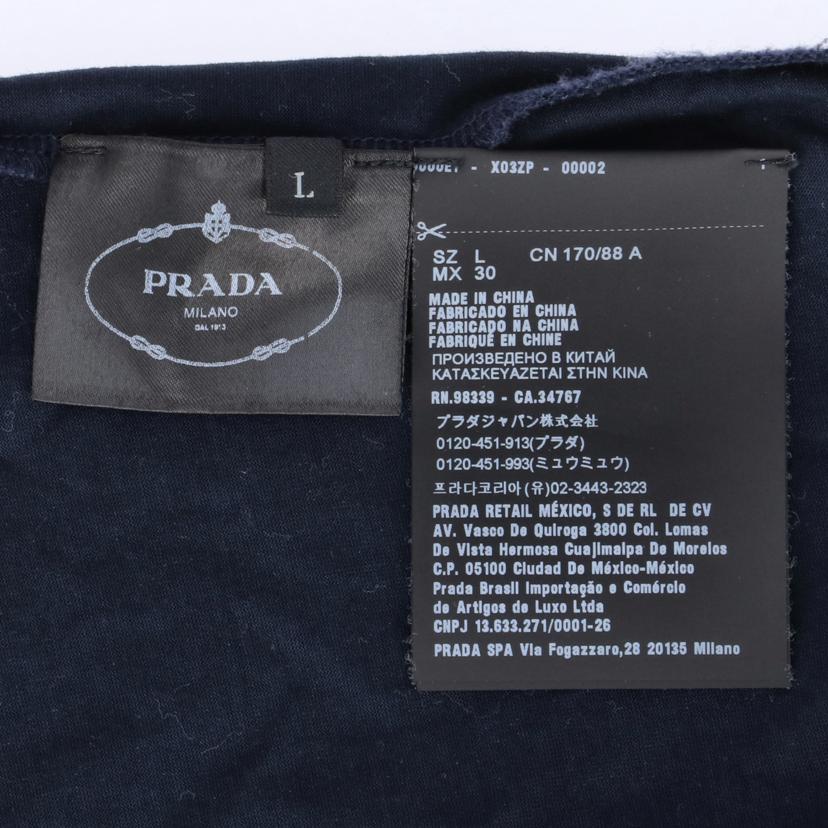 L
PRADA
MILANO
DAL 1913
- X03ZP - 00002
SZ L CN 170/88 A
MX 30
MADE IN CHINA
FABRICADO EN CHINA
FABRICADO NA CHINA
FABRIQUÉ EN CHINE
ПРОИЗВЕДЕНО В КИТАЙ
ΚΑΤΑΣΚΕΥΑΖΕΤΑΙ ΣΤΗΝ ΚΙΝΑ
RN.98339 - CA.34767
プラダジャパン株式会社
0120-451-913(プラダ)
0120-451-993(ミュウミュウ)
프라다코리아(유)02-3443-2323
PRADA RETAIL MÉXICO, S DE RL DE CV
AV. Vasco De Quiroga 3800 Col. Lomas
De Vista Hermosa Cuajimalpa De Morelos
C.P. 05100 Ciudad De México-México
Prada Brasil Importação e Comércio
de Artigos de Luxo Ltda
CNPJ 13.633.271/0001-26
PRADA SPA Via Fogazzaro,28 20135 Milano